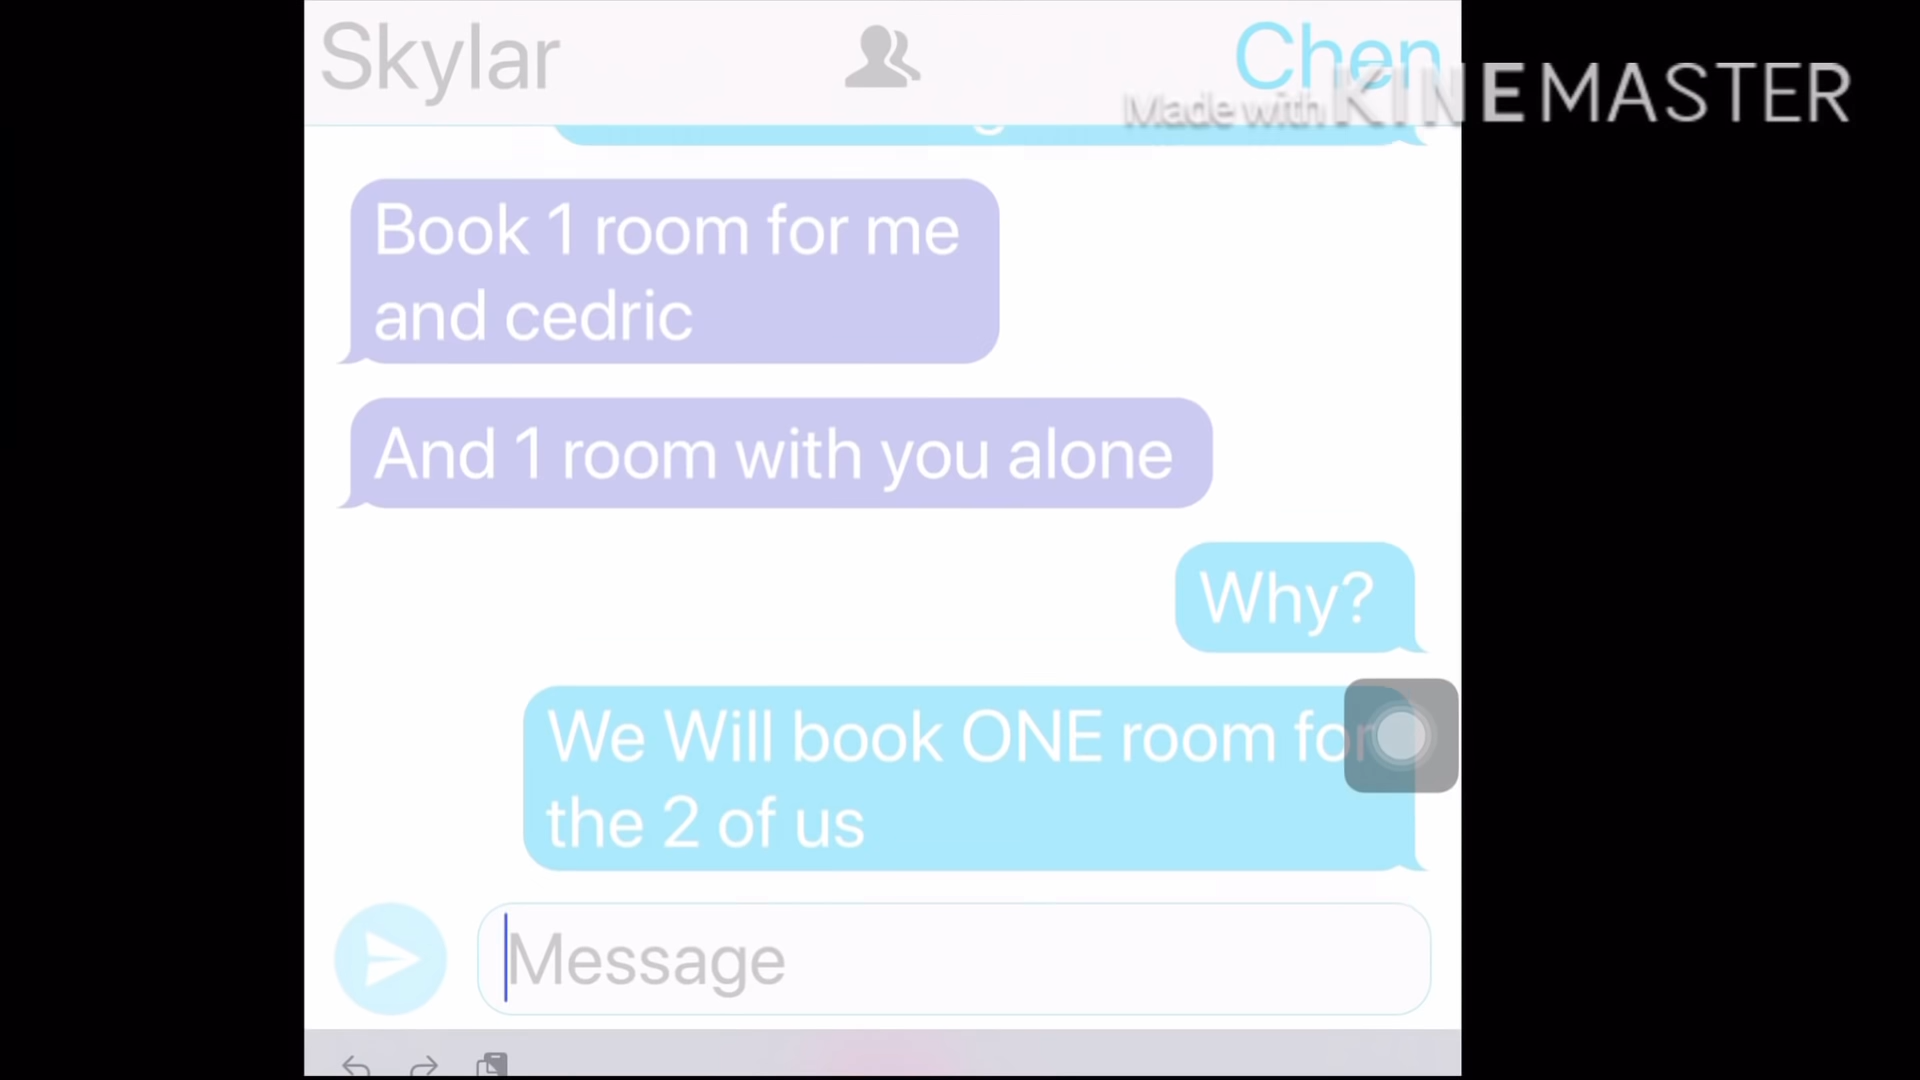 Skylar
Chen
Made with KINEMASTER
Book 1 room for me
and cedric
And 1 room with you alone
Why?
We Will book ONE room for
the 2 of us
Message